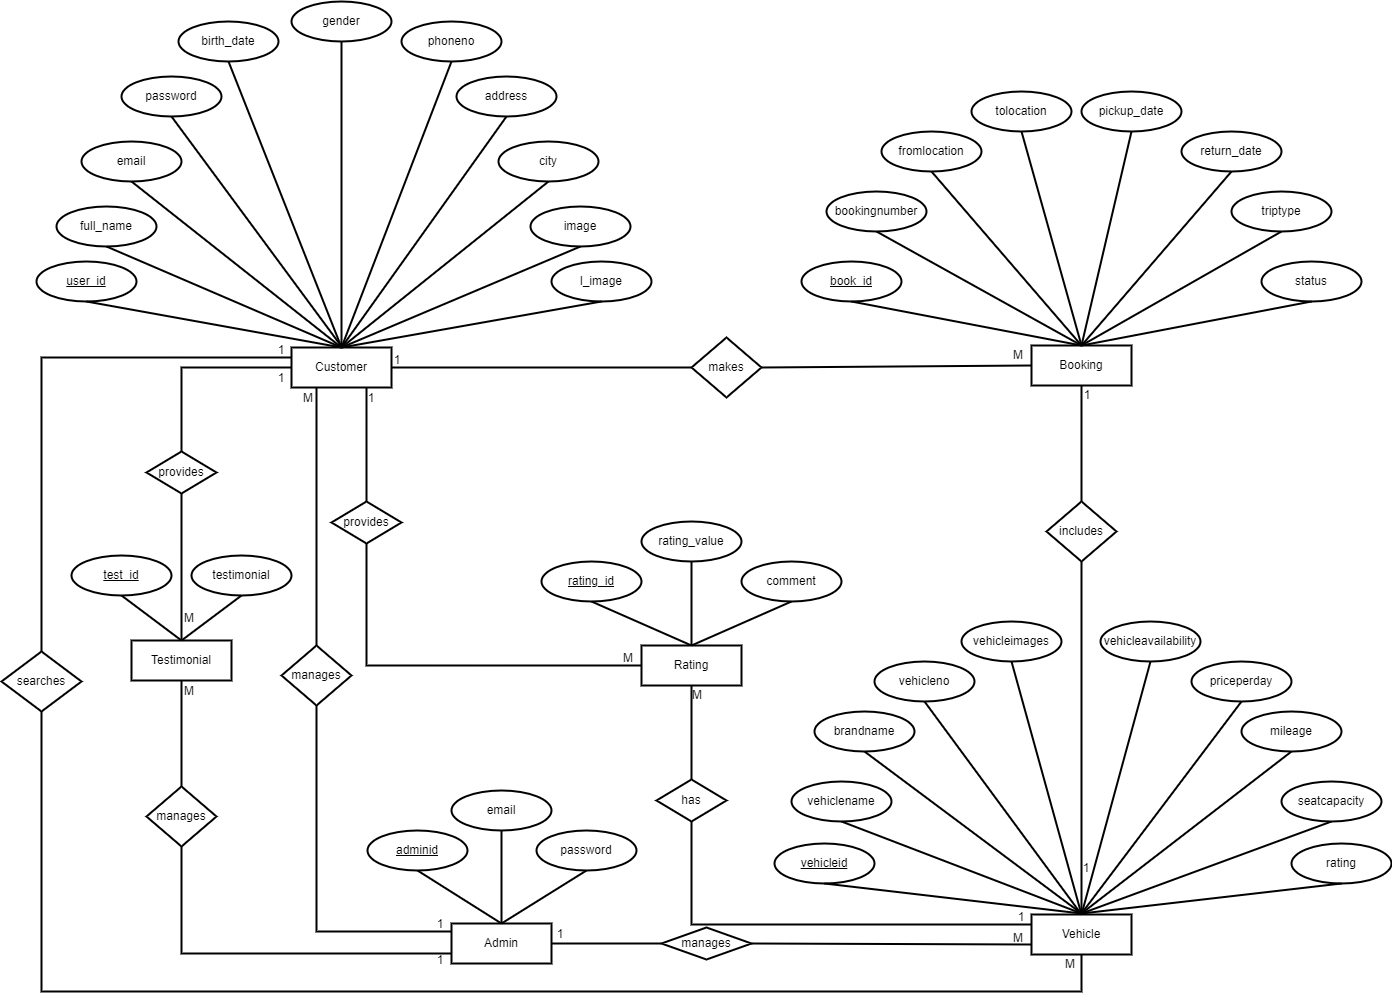 gender
birth_date
phoneno
password
address
email
city
full_name
image
user_id
l_image
tolocation
pickup_date
fromlocation
return_date
bookingnumber
triptype
book_id
status
1
Customer
1
1
M
1
makes
M
Booking
1
provides
provides
includes
test_id
testimonial
M
Testimonial
M
searches
manages
manages
rating_value
rating_id
comment
M
Rating
M
has
vehicleimages
vehicleavailability
vehicleno
priceperday
brandname
mileage
vehiclename
seatcapacity
vehicleid
rating
1
email
adminid
password
1
Admin
1
1
manages
1
M
Vehicle
M